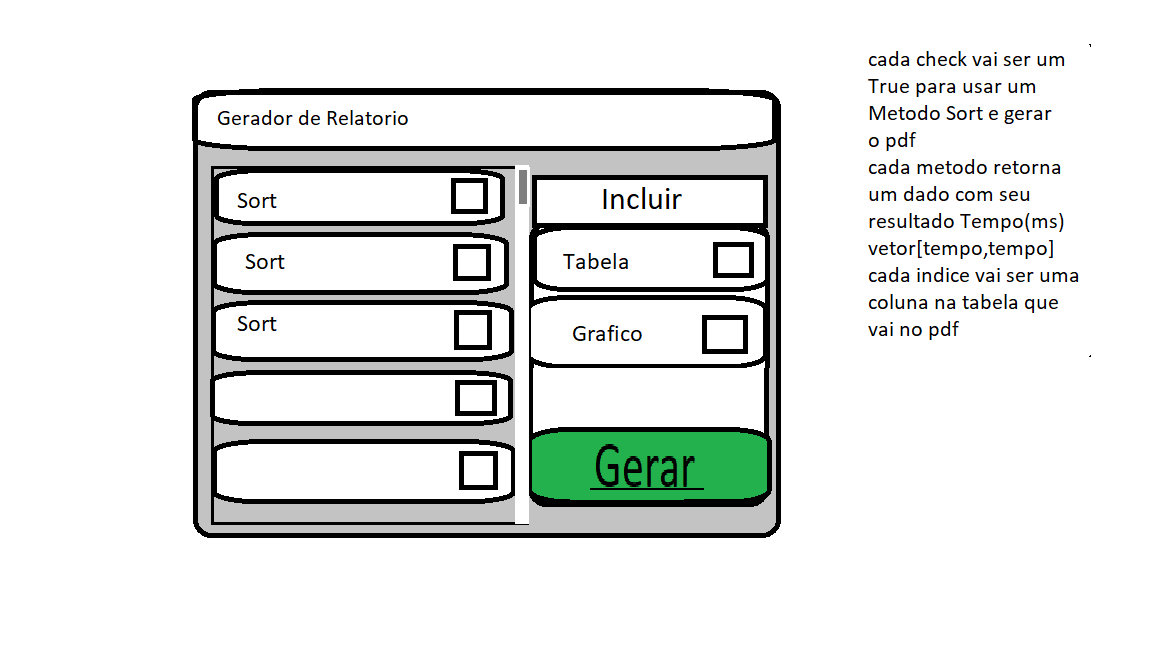 Gerador de Relatorio
Sort
Sort
Sort
Incluir
Tabela
Grafico
Gerar
cada check vai ser um
True para usar um
Metodo Sort e gerar
o pdf
cada metodo retorna
um dado com seu
resultado Tempo(ms)
vetor[tempo,tempo]
cada indice vai ser uma
coluna na tabela que
vai no pdf